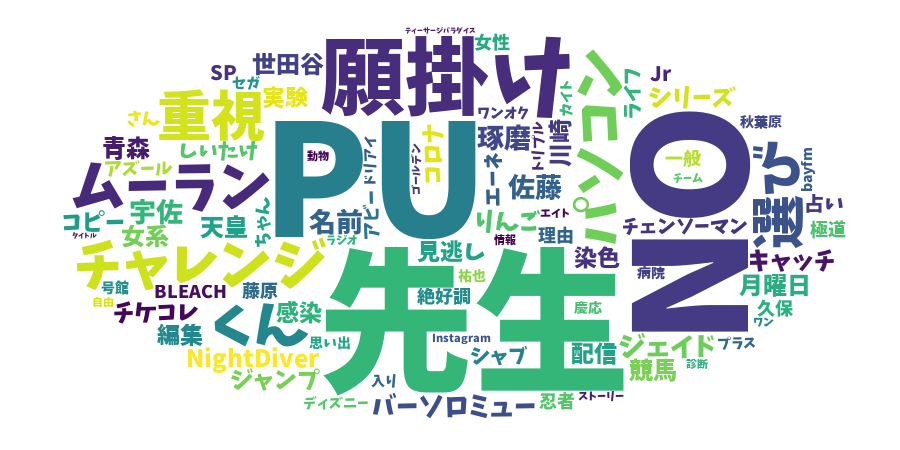 ティーサージパラダイス
願掛け
女性
世田谷
SP
セガ
実験
Jr
ライフ
シリーズ
カイト
ワンオク
重視
さん
PU
NO
ペコパ
川崎
トリプル
琢磨
コロナ
ゴールデン
ドリアイ
動物
秋葉原
青森
しいたけ
アズール
一般
チーム
bayfm
選び
ムーラン
エーネ
佐藤
アビー
ちゃん
コピー
宇佐
天皇
名前
ラジオ
りんご
エイト
情報
理由
チェンソーマン
占い
極道
タイトル
女系
チャレンジ
見逃し
染色
病院
キャッチ
号館
BLEACH
藤原
祐也
先生
月曜日
自由
チケコレ
感染
絶好調
慶応
久保
ワン
編集
くん
思い出
Instagram
シャブ
配信
ジェイド
プラス
NightDiver
競馬
診断
ジャンプ
入り
ディズニー
バーソロミュー
忍者
ストーリー